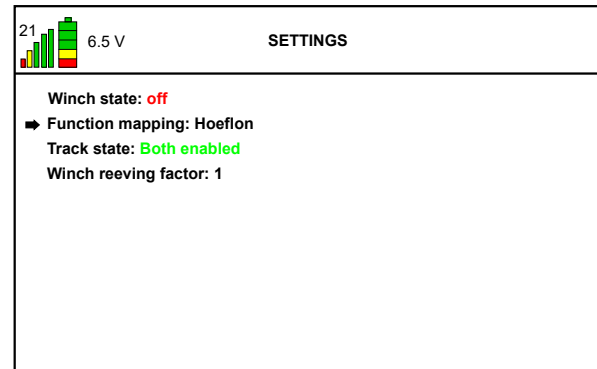 21
6.5 V
SETTINGS
Winch state: off
Function mapping: Hoeflon
Track state: Both enabled
Winch reeving factor: 1